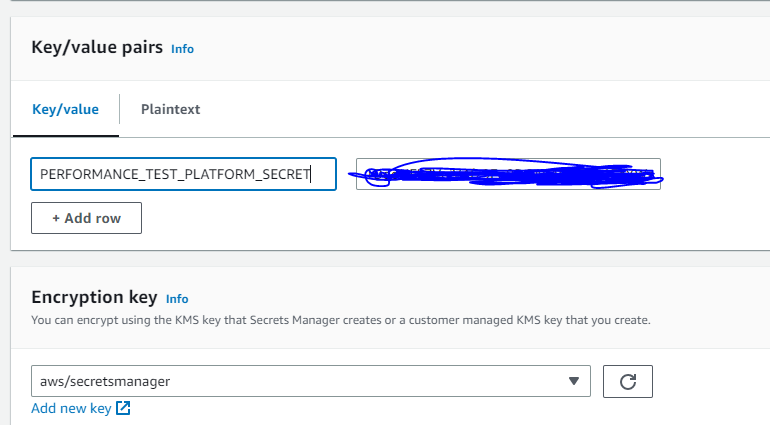 Key/value pairs Info
Key/value Plaintext
PERFORMANCE_TEST_PLATFORM_SECRET
+ Add row
Encryption key Info
You can encrypt using the KMS key that Secrets Manager creates or a customer managed KMS key that you create.
aws/secretsmanager
Add new key